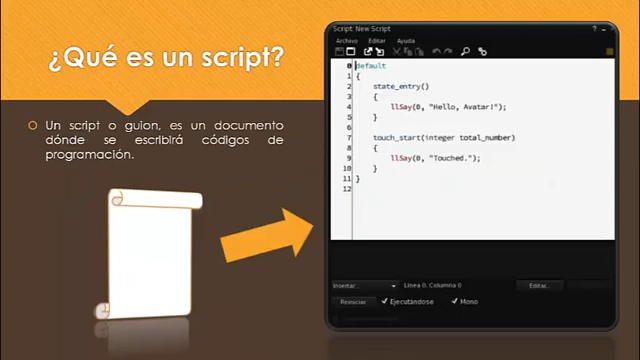 ¿Qué es un script?
Un script o guion, es un documento
dónde se escribirá códigos de
programación.
Script: New Script
Archivo Editar Ayuda
0 default
1 {
2 state_entry()
3 {
4 llSay(0, "Hello, Avatar!");
5 }
6
7 touch_start(integer total_number)
8 {
9 llSay(0, "Touched.");
10 }
11 }
12
Insertar... Línea 0, Columna 0 Editar...
Reiniciar Ejecutándose Mono